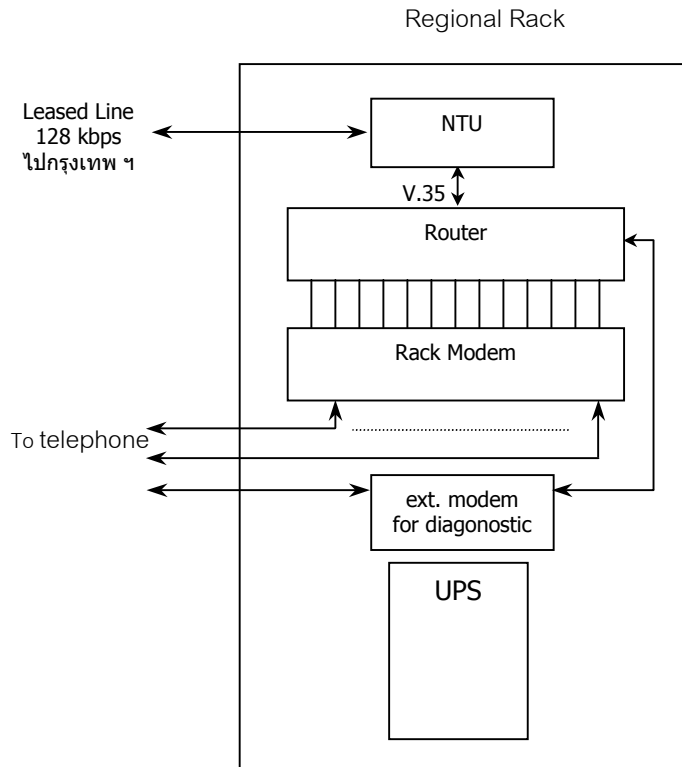 Regional Rack
Leased Line
128 kbps
ไปกรุงเทพ ฯ
NTU
V.35
Router
Rack Modem
To telephone
ext. modem
for diagonostic
UPS